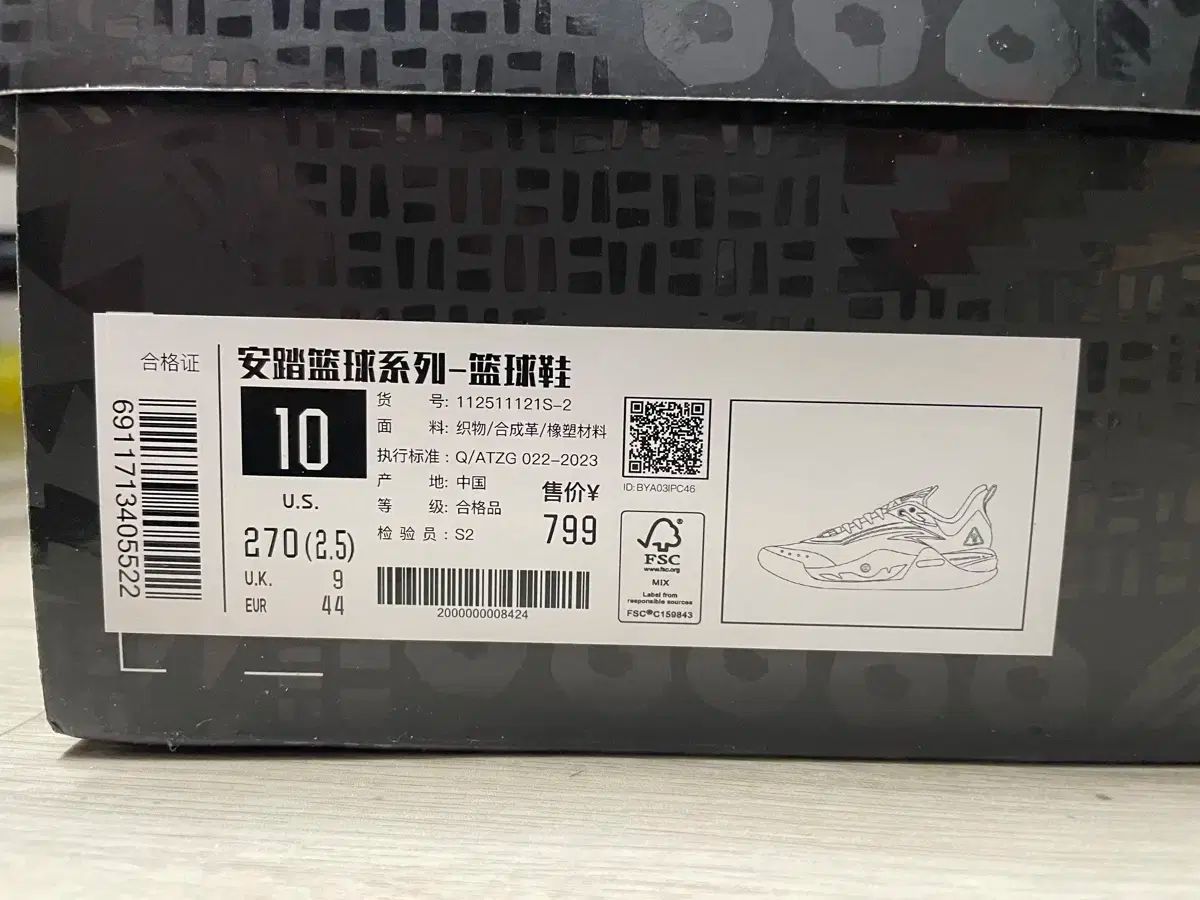 合格证
6911713405522
安踏篮球系列-篮球鞋
10
U.S.
270(2.5)
U.K. 9
EUR 44
货 号: 112511121S-2
面 料: 织物/合成革/橡塑材料
执行标准: Q/ATZG 022-2023
产 地: 中国
等 级: 合格品
检 验 员: S2
售价¥
799
2000000008424
ID:BYA03IPC46
FSC®
www.fsc.org
MIX
Label from
responsible sources
FSC®C159843